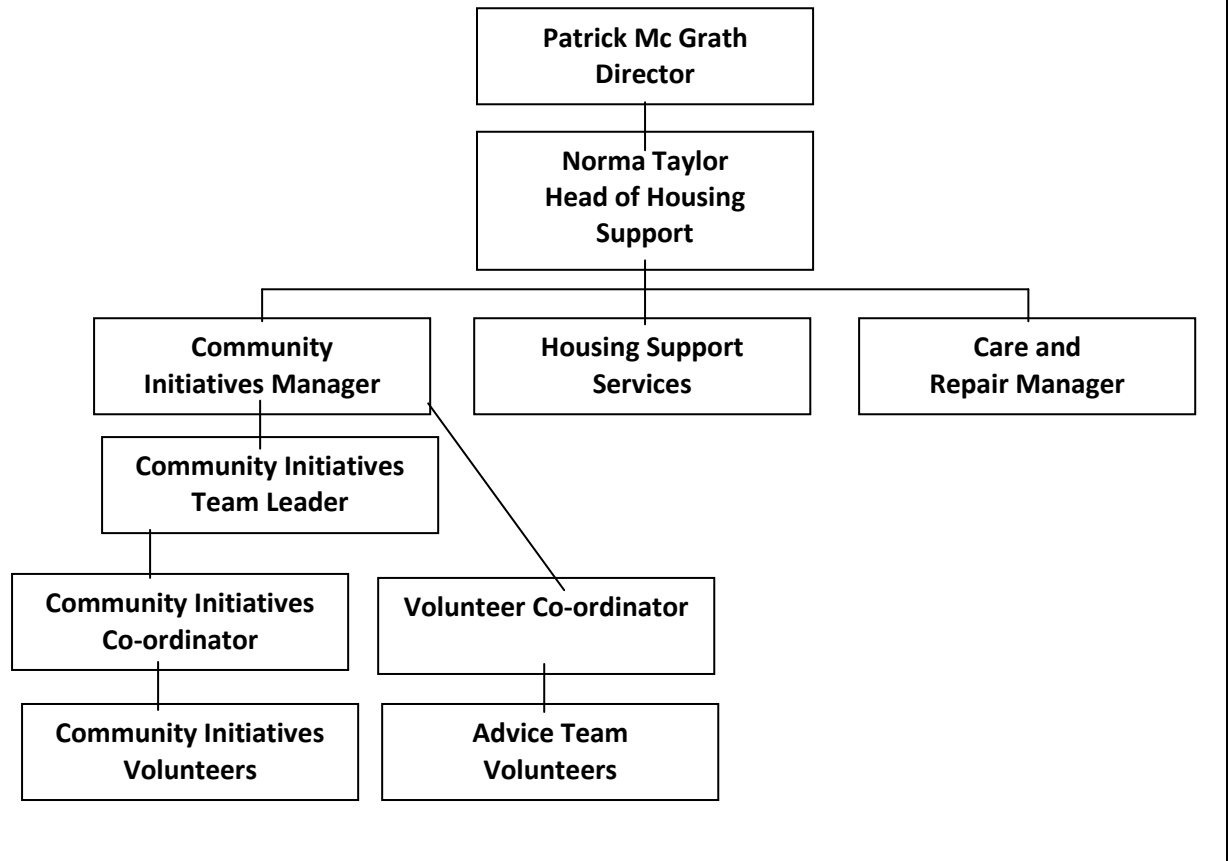 Patrick Mc Grath
Director
Norma Taylor
Head of Housing
Support
Community
Initiatives Manager
Housing Support
Services
Care and
Repair Manager
Community Initiatives
Team Leader
Community Initiatives
Co-ordinator
Volunteer Co-ordinator
Community Initiatives
Volunteers
Advice Team
Volunteers